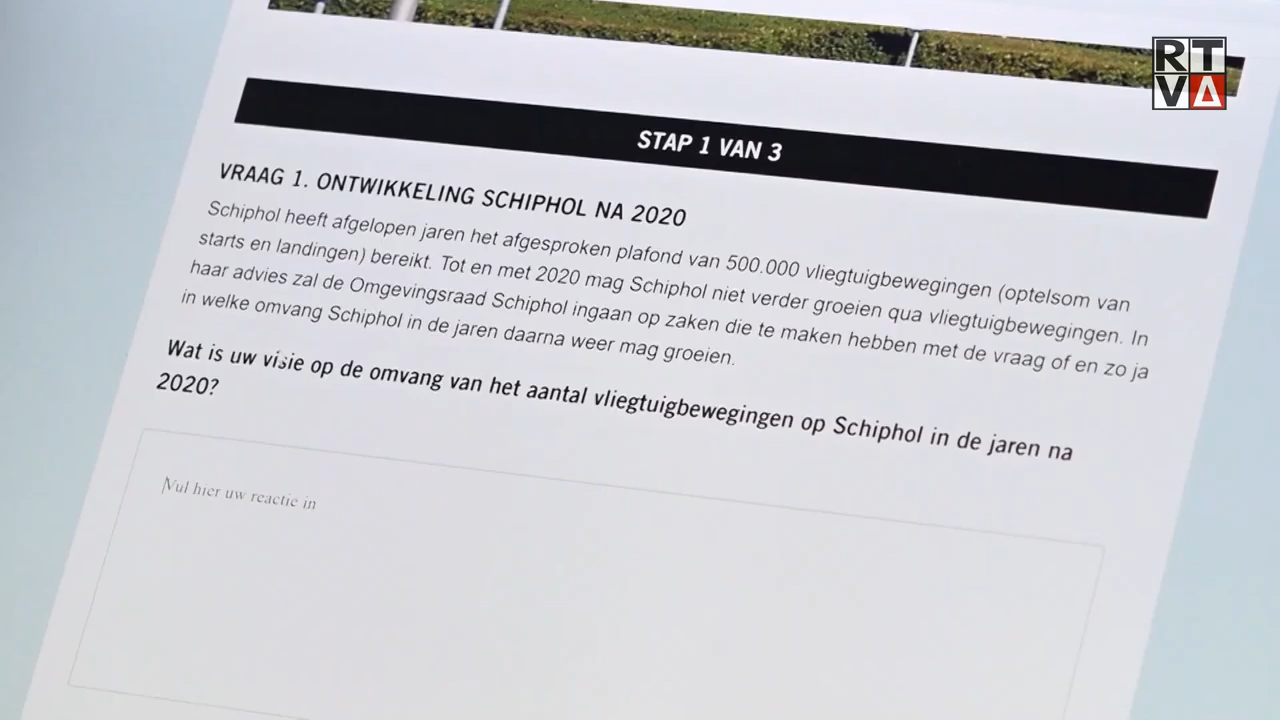 RT
VA
STAP 1 VAN 3
VRAAG 1. ONTWIKKELING SCHIPHOL NA 2020
Schiphol heeft afgelopen jaren het afgesproken plafond van 500.000 vliegtuigbewegingen (optelsom van
starts en landingen) bereikt. Tot en met 2020 mag Schiphol niet verder groeien qua vliegtuigbewegingen. In
haar advies zal de Omgevingsraad Schiphol ingaan op zaken die te maken hebben met de vraag of en zo ja
in welke omvang Schiphol in de jaren daarna weer mag groeien.
Wat is uw visie op de omvang van het aantal vliegtuigbewegingen op Schiphol in de jaren na
2020?
Vul hier uw reactie in